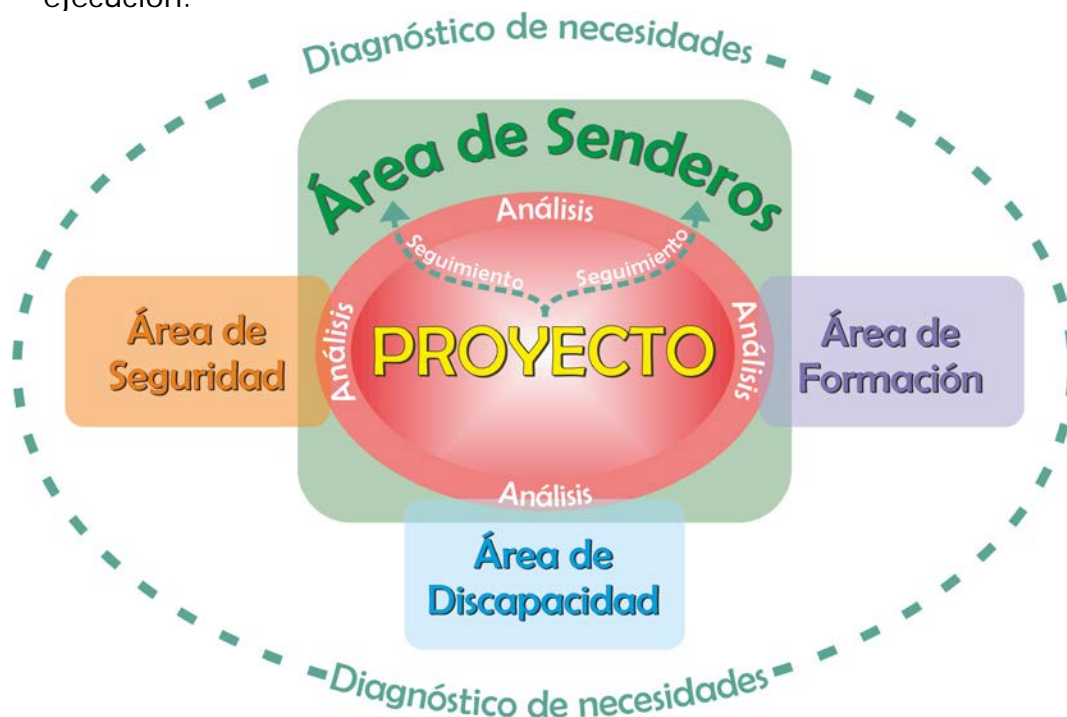 ejecución.
Diagnóstico de necesidades
Área de Senderos
Análisis
Seguimiento
Seguimiento
Análisis
PROYECTO
Análisis
Área de
Seguridad
Área de
Formación
Análisis
Área de
Discapacidad
Diagnóstico de necesidades